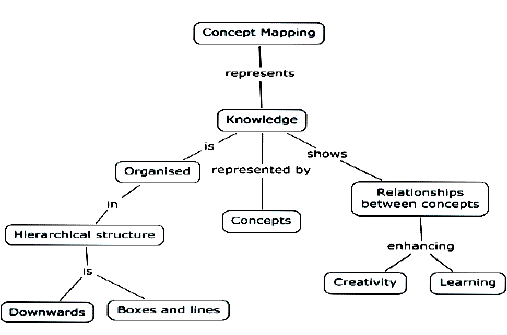 Concept Mapping
represents
Knowledge
is
represented by
shows
Organised
Relationships
between concepts
in
Concepts
Hierarchical structure
enhancing
is
Creativity
Learning
Downwards
Boxes and lines